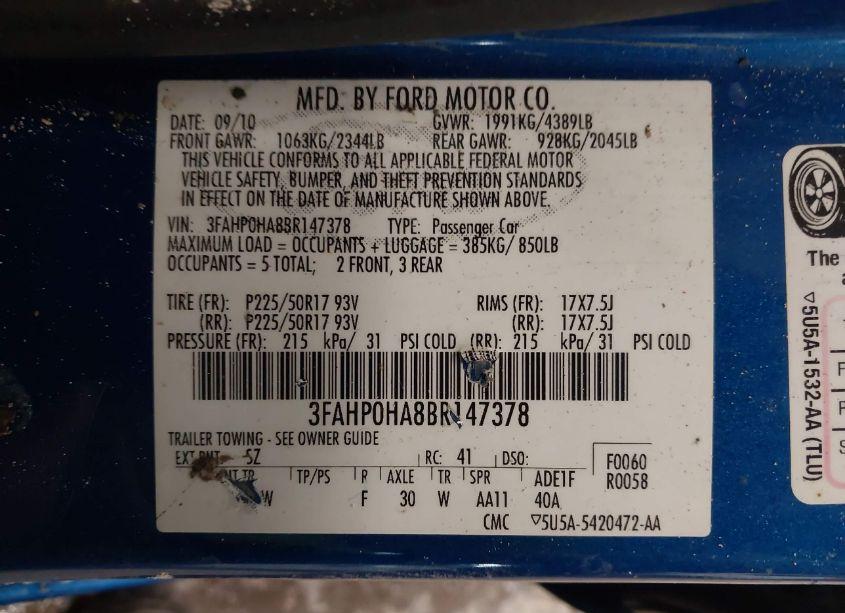 MFD. BY FORD MOTOR CO.
DATE: 09/10 GVWR: 1991KG/4389LB
FRONT GAWR: 1063KG/2344LB REAR GAWR: 928KG/2045LB
THIS VEHICLE CONFORMS TO ALL APPLICABLE FEDERAL MOTOR
VEHICLE SAFETY, BUMPER, AND THEFT PREVENTION STANDARDS
IN EFFECT ON THE DATE OF MANUFACTURE SHOWN ABOVE.
VIN: 3FAHP0HA8BR147378 TYPE: Passenger Car
MAXIMUM LOAD = OCCUPANTS + LUGGAGE = 385KG/ 850LB
OCCUPANTS = 5 TOTAL; 2 FRONT, 3 REAR
TIRE (FR): P225/50R17 93V RIMS (FR): 17X7.5J
(RR): P225/50R17 93V (RR): 17X7.5J
PRESSURE (FR): 215 kPa/ 31 PSI COLD (RR): 215 kPa/ 31 PSI COLD
3FAHP0HA8BR147378
TRAILER TOWING - SEE OWNER GUIDE
EXT PNT: 5Z RC: 41 DSO: F0060
TR TP/PS R AXLE TR SPR ADE1F R0058
W F 30 W AA11 40A
CMC ▽5U5A-5420472-AA
The
▽5U5A-1532-AA (TLU)